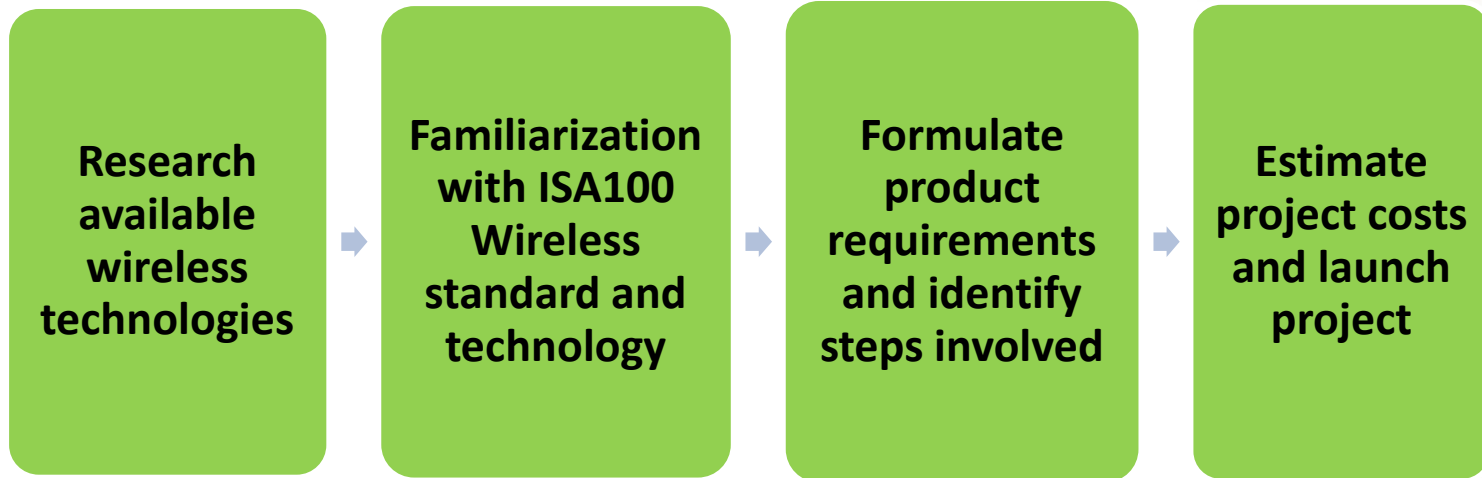 Research
available
wireless
technologies
Familiarization
with ISA100
Wireless
standard and
technology
Formulate
product
requirements
and identify
steps involved
Estimate
project costs
and launch
project